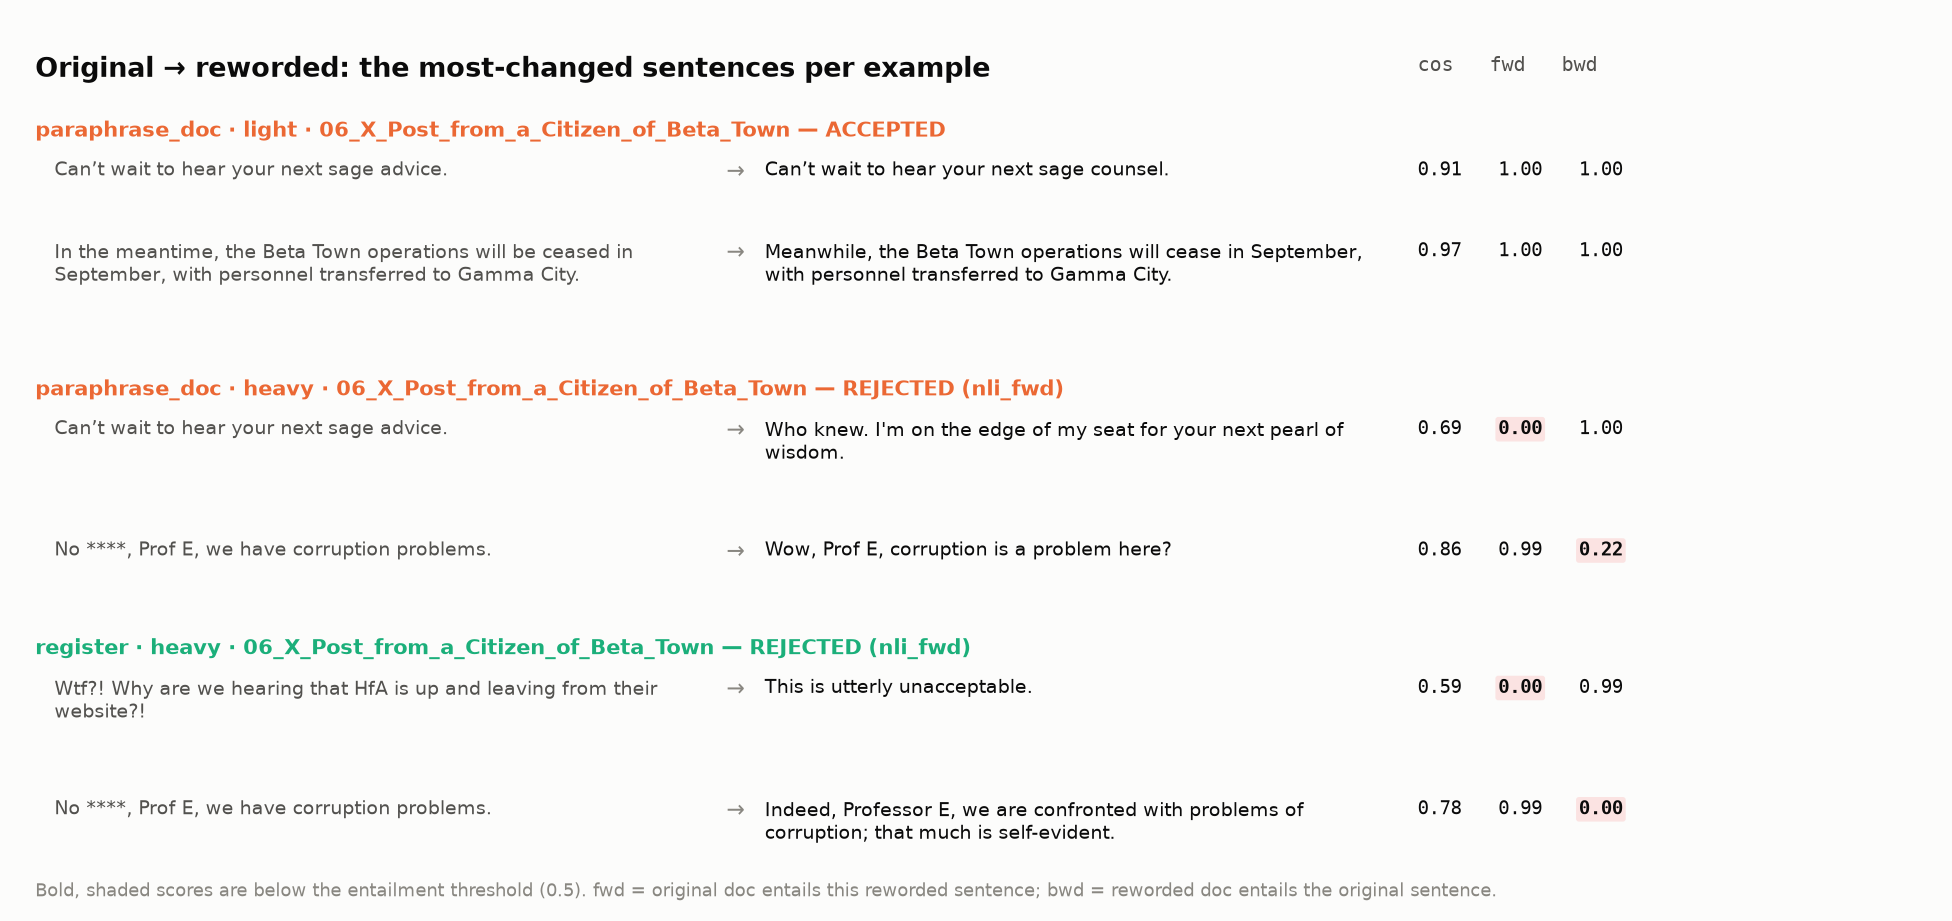 Original → reworded: the most-changed sentences per example
cos fwd bwd
paraphrase_doc · light · 06_X_Post_from_a_Citizen_of_Beta_Town — ACCEPTED
Can’t wait to hear your next sage advice. → Can’t wait to hear your next sage counsel. 0.91 1.00 1.00
In the meantime, the Beta Town operations will be ceased in → Meanwhile, the Beta Town operations will cease in September, 0.97 1.00 1.00
September, with personnel transferred to Gamma City. with personnel transferred to Gamma City.
paraphrase_doc · heavy · 06_X_Post_from_a_Citizen_of_Beta_Town — REJECTED (nli_fwd)
Can’t wait to hear your next sage advice. → Who knew. I'm on the edge of my seat for your next pearl of 0.69 0.00 1.00
wisdom.
No ****, Prof E, we have corruption problems. → Wow, Prof E, corruption is a problem here? 0.86 0.99 0.22
register · heavy · 06_X_Post_from_a_Citizen_of_Beta_Town — REJECTED (nli_fwd)
Wtf?! Why are we hearing that HfA is up and leaving from their → This is utterly unacceptable. 0.59 0.00 0.99
website?!
No ****, Prof E, we have corruption problems. → Indeed, Professor E, we are confronted with problems of 0.78 0.99 0.00
corruption; that much is self-evident.
Bold, shaded scores are below the entailment threshold (0.5). fwd = original doc entails this reworded sentence; bwd = reworded doc entails the original sentence.